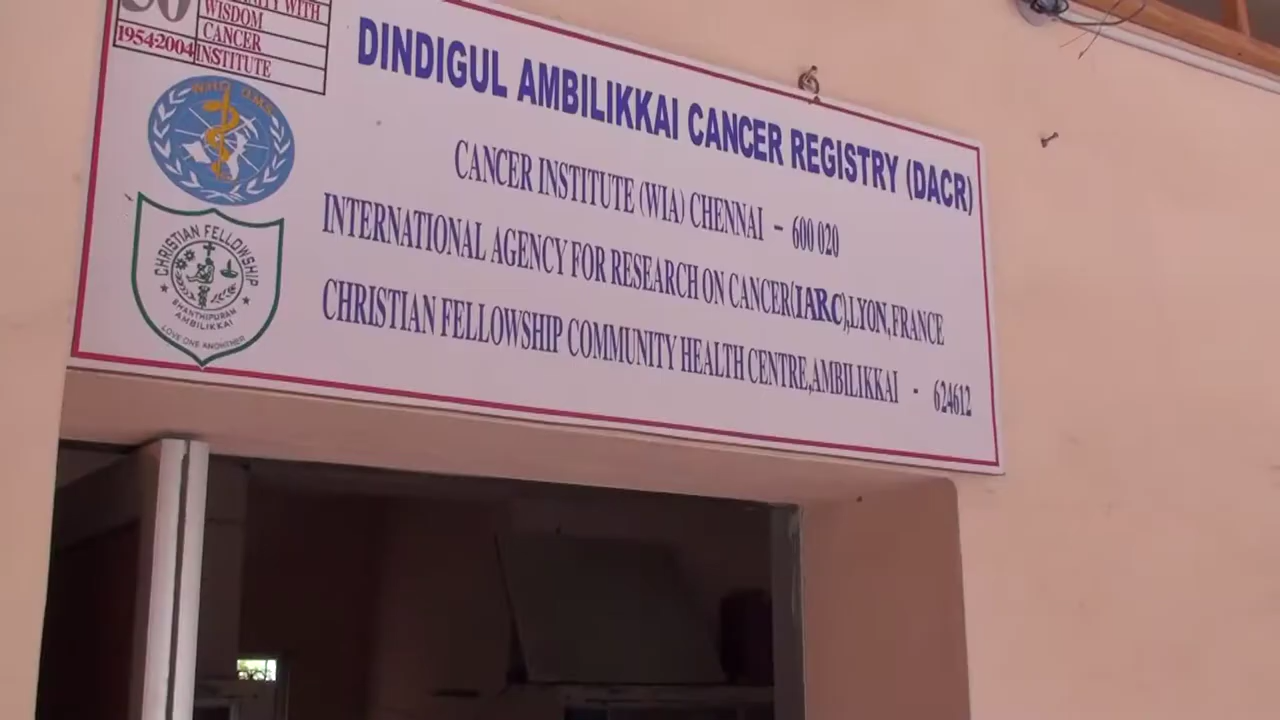 WITH
WISDOM
1954-2004
CANCER
INSTITUTE
DINDIGUL AMBILIKKAI CANCER REGISTRY (DACR)
CANCER INSTITUTE (WIA) CHENNAI - 600 020
INTERNATIONAL AGENCY FOR RESEARCH ON CANCER(IARC),LYON,FRANCE
CHRISTIAN FELLOWSHIP COMMUNITY HEALTH CENTRE,AMBILIKKAI - 624612
CHRISTIAN FELLOWSHIP
SHANTHIPURAM
AMBILIKKAI
LOVE ONE ANOTHER